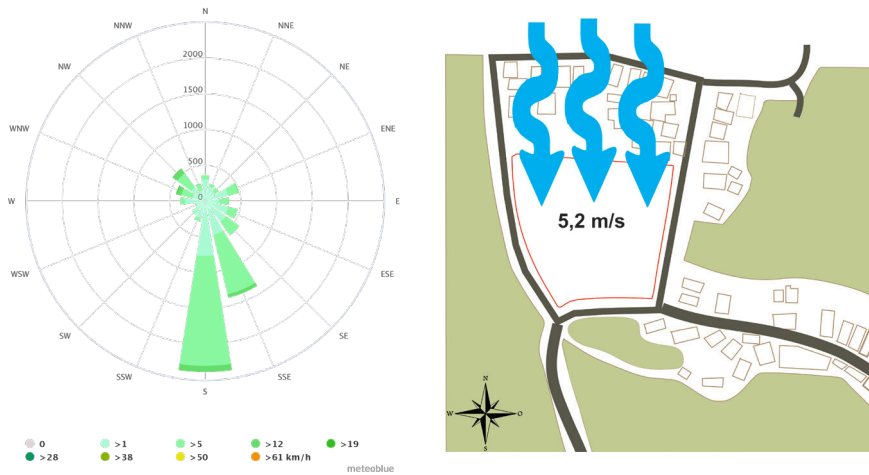 N
NNW
NNE
NW
NE
WNW
ENE
W
E
WSW
ESE
SW
SE
SSW
SSE
S
2000
1500
1000
500
0
0 >1 >5 >12 >19
>28 >38 >50 >61 km/h
meteoblue
5,2 m/s
N
W
O
S